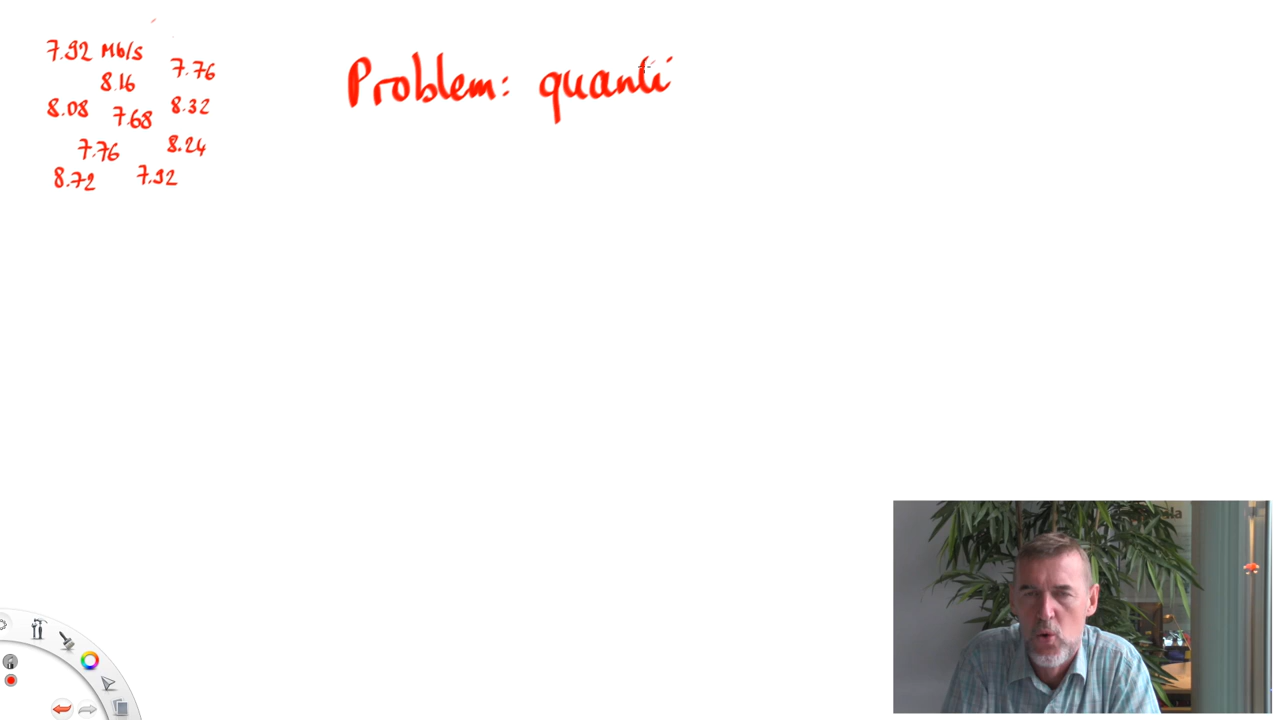 7.92 Mb/s
8.16 7.76
8.08 7.68 8.32
7.76 8.24
8.72 7.92
Problem: quanti